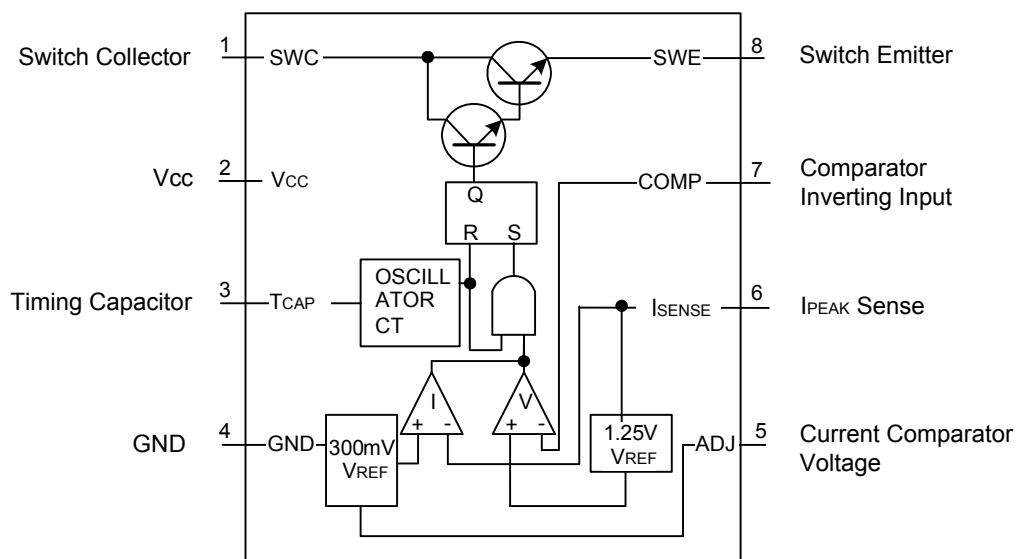 Switch Collector 1 SWC SWE 8 Switch Emitter
Vcc 2 VCC COMP 7 Comparator
Inverting Input
Q
R S
Timing Capacitor 3 TCAP OSCILL
ATOR
CT
ISENSE 6 IPEAK Sense
I V
+ - + -
GND 4 GND 300mV
VREF
1.25V
VREF
ADJ 5 Current Comparator
Voltage